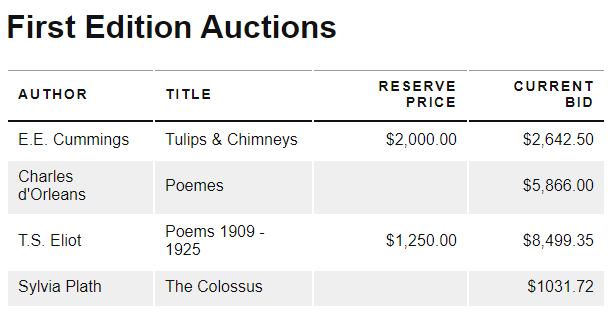 First Edition Auctions
AUTHOR TITLE RESERVE PRICE CURRENT BID
E.E. Cummings Tulips & Chimneys $2,000.00 $2,642.50
Charles d'Orleans Poemes $5,866.00
T.S. Eliot Poems 1909 - 1925 $1,250.00 $8,499.35
Sylvia Plath The Colossus $1031.72